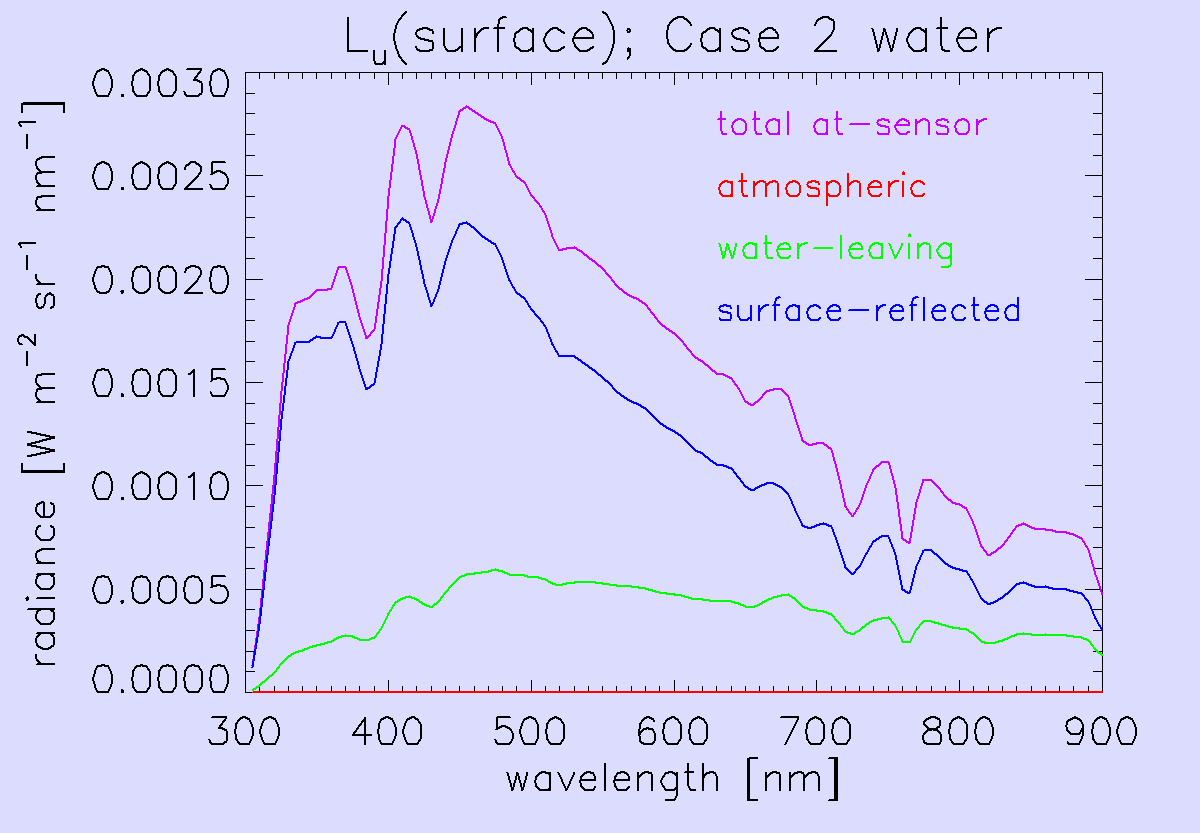 Lu(surface); Case 2 water
radiance [W m−2 sr−1 nm−1]
0.0030
0.0025
0.0020
0.0015
0.0010
0.0005
0.0000
total at−sensor
atmospheric
water−leaving
surface−reflected
300 400 500 600 700 800 900
wavelength [nm]